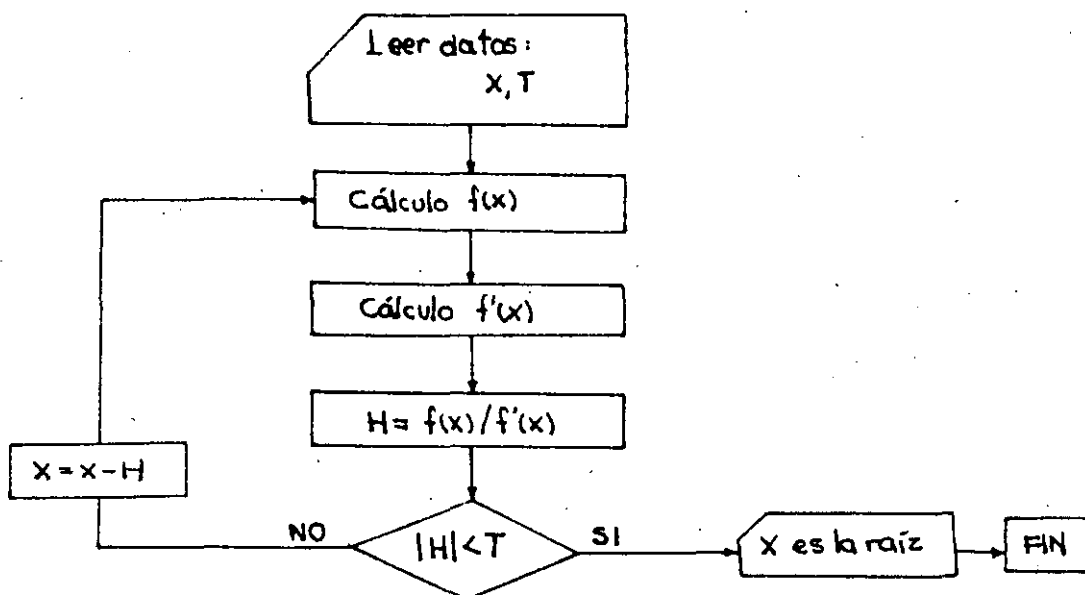 Leer datos:
X, T
Cálculo f(x)
Cálculo f'(x)
H = f(x)/f'(x)
X = X - H
NO
|H| < T
SI
X es la raíz
FIN